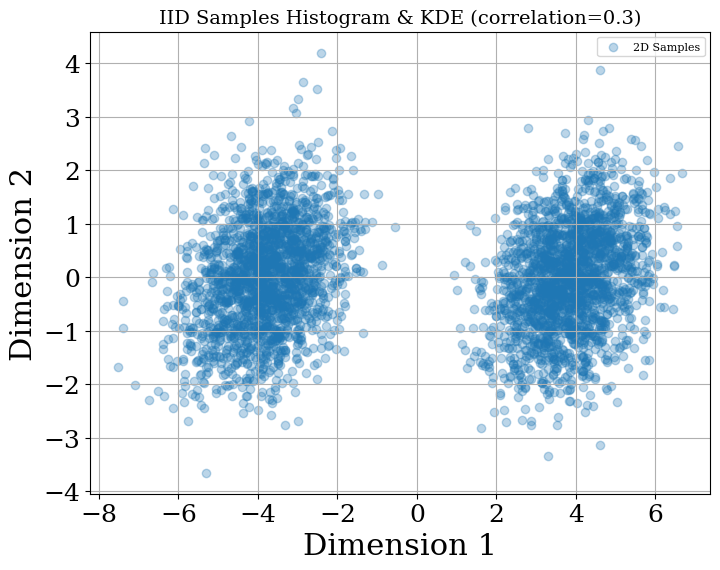 IID Samples Histogram & KDE (correlation=0.3)
2D Samples
4
3
2
1
0
−1
−2
−3
−4
Dimension 2
−8 −6 −4 −2 0 2 4 6
Dimension 1